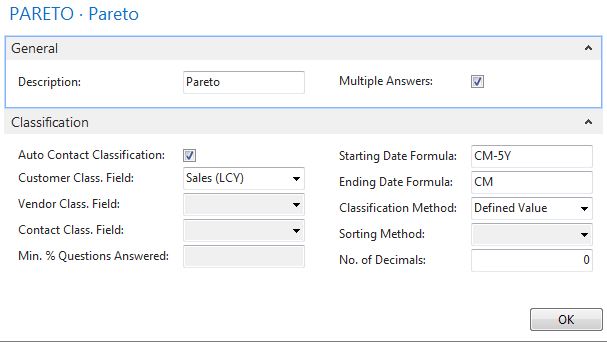 PARETO · Pareto
General
Description: Pareto Multiple Answers:
Classification
Auto Contact Classification: Starting Date Formula: CM-5Y
Customer Class. Field: Sales (LCY) Ending Date Formula: CM
Vendor Class. Field: Classification Method: Defined Value
Contact Class. Field: Sorting Method:
Min. % Questions Answered: No. of Decimals: 0
OK